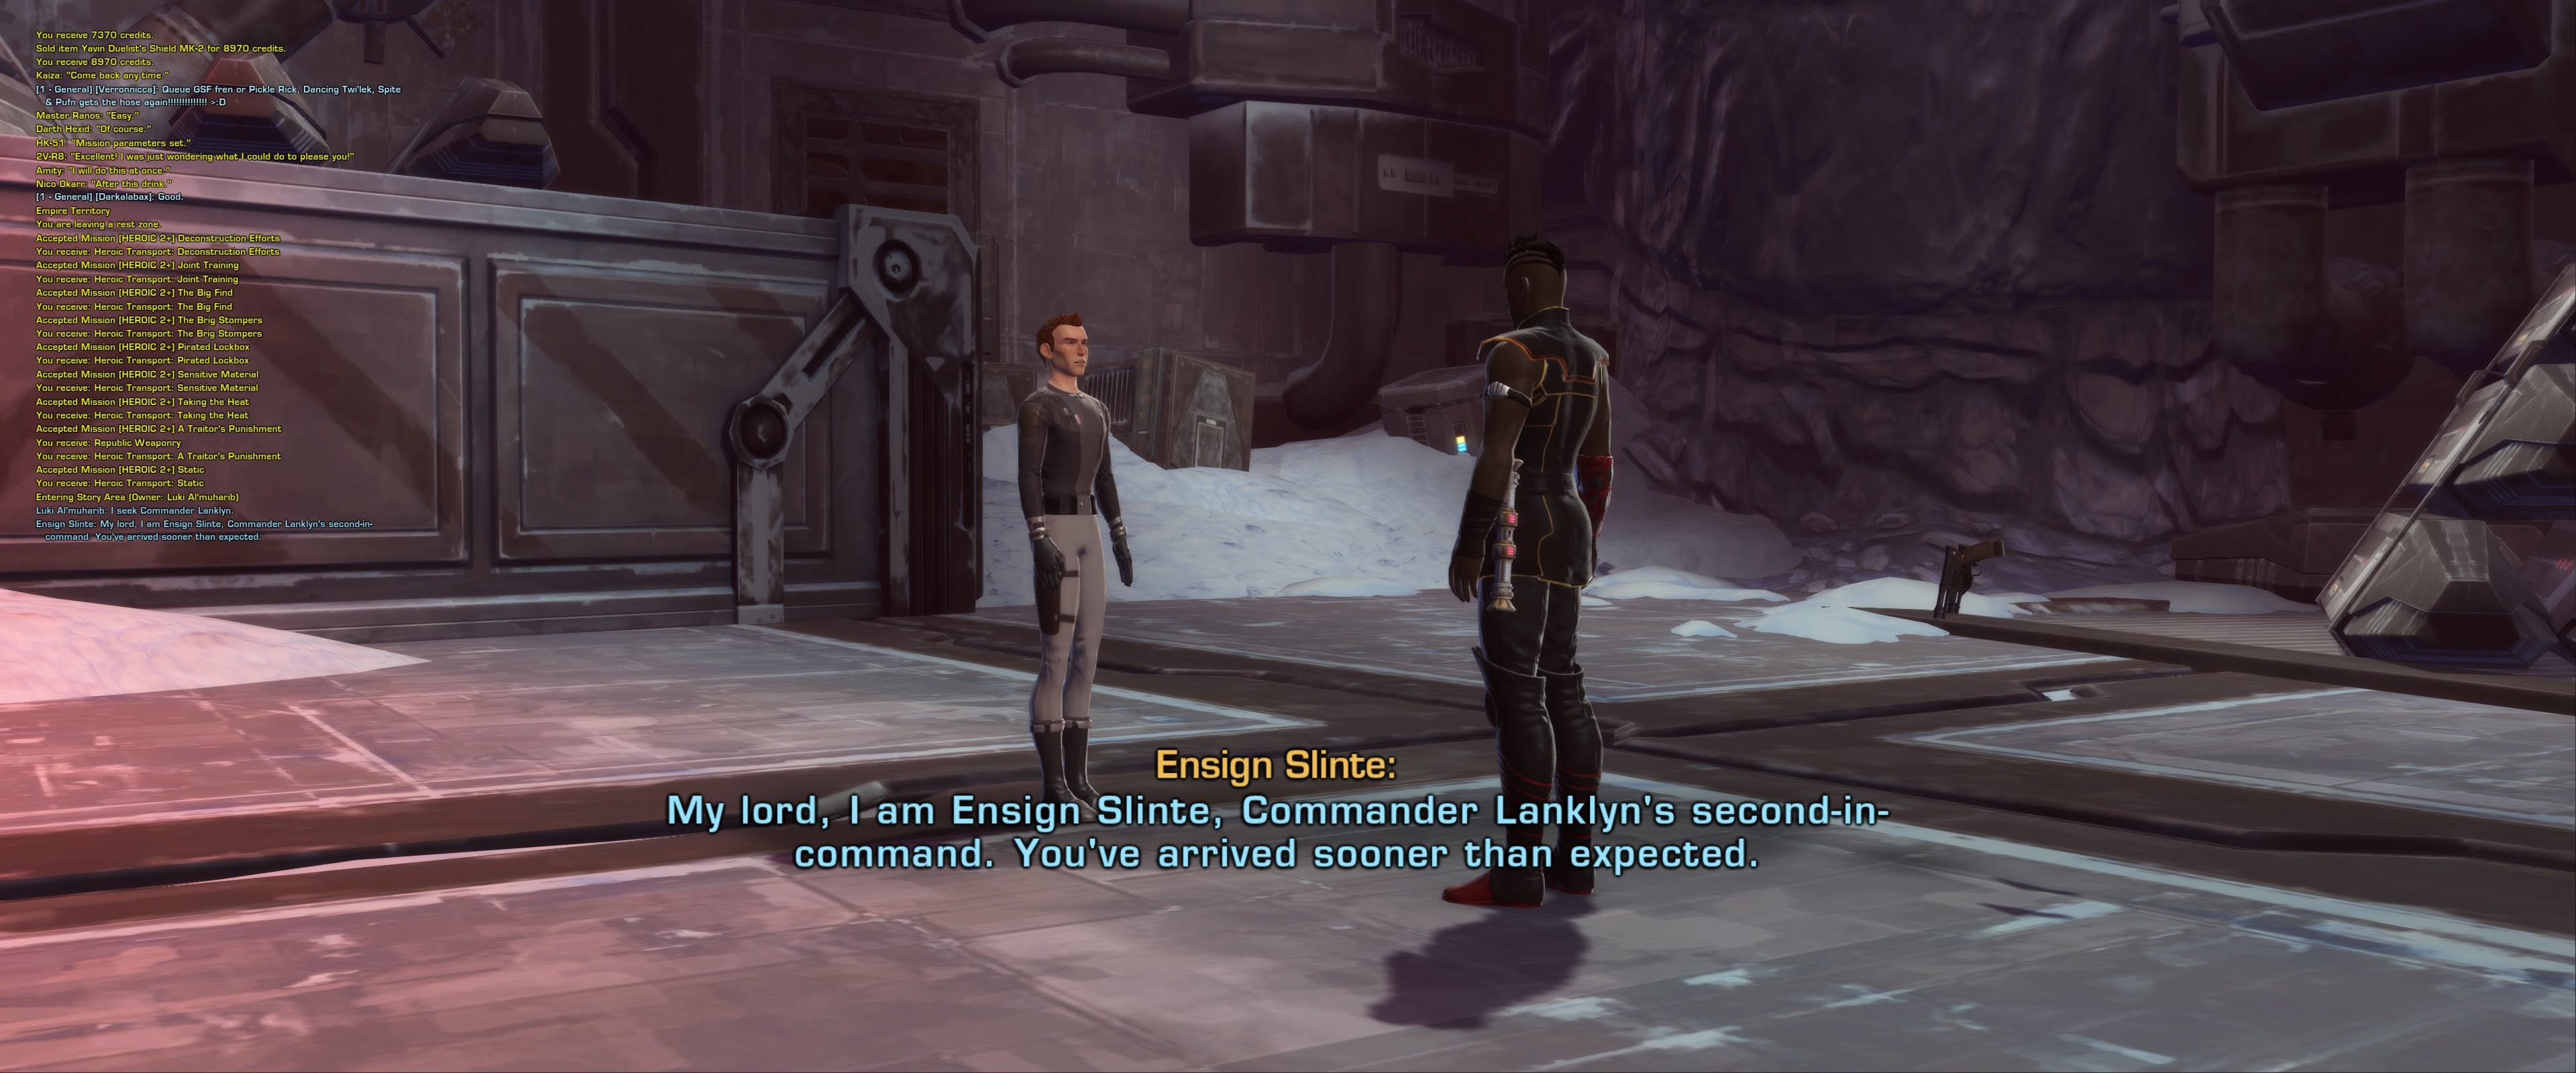 You receive 7370 credits.
Sold item Yavin Duelist's Shield MK-2 for 8970 credits.
You receive 8970 credits.
Kaiza: "Come back any time."
[1 - General] [Verronnicca]: Queue GSF fren or Pickle Rick, Dancing Twi'lek, Spite
& Pufn gets the hose again!!!!!!!!!!!!!! >:D
Master Ranos: "Easy."
Darth Hexid: "Of course."
HK-51: "Mission parameters set."
2V-R8: "Excellent! I was just wondering what I could do to please you!"
Amity: "I will do this at once."
Nico Okarr: "After this drink."
[1 - General] [Darkalabax]: Good.
Empire Territory
You are leaving a rest zone.
Accepted Mission [HEROIC 2+] Deconstruction Efforts
You receive: Heroic Transport: Deconstruction Efforts
Accepted Mission [HEROIC 2+] Joint Training
You receive: Heroic Transport: Joint Training
Accepted Mission [HEROIC 2+] The Big Find
You receive: Heroic Transport: The Big Find
Accepted Mission [HEROIC 2+] The Brig Stompers
You receive: Heroic Transport: The Brig Stompers
Accepted Mission [HEROIC 2+] Pirated Lockbox
You receive: Heroic Transport: Pirated Lockbox
Accepted Mission [HEROIC 2+] Sensitive Material
You receive: Heroic Transport: Sensitive Material
Accepted Mission [HEROIC 2+] Taking the Heat
You receive: Heroic Transport: Taking the Heat
Accepted Mission [HEROIC 2+] A Traitor's Punishment
You receive: Republic Weaponry
You receive: Heroic Transport: A Traitor's Punishment
Accepted Mission [HEROIC 2+] Static
You receive: Heroic Transport: Static
Entering Story Area (Owner: Luki Al'muharib)
Luki Al'muharib: I seek Commander Lanklyn.
Ensign Slinte: My lord, I am Ensign Slinte, Commander Lanklyn's second-in-
command. You've arrived sooner than expected.
Ensign Slinte:
My lord, I am Ensign Slinte, Commander Lanklyn's second-in-
command. You've arrived sooner than expected.